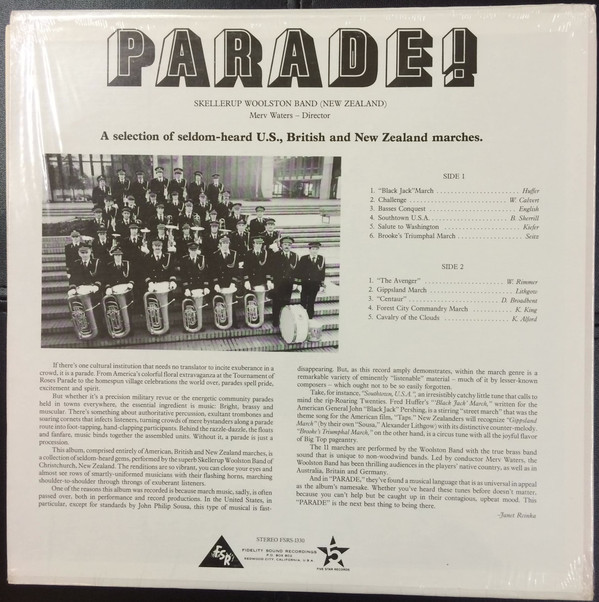 PARADE!
SKELLERUP WOOLSTON BAND (NEW ZEALAND)
Merv Waters – Director
A selection of seldom-heard U.S., British and New Zealand marches.
SIDE 1
1. "Black Jack"March . . . . . . . . . . . . . . . . . . . . Huffer
2. Challenge . . . . . . . . . . . . . . . . . . . . W. Calvert
3. Basses Conquest . . . . . . . . . . . . . . . . . . . . English
4. Southtown U.S.A. . . . . . . . . . . . . . . . . B. Sherrill
5. Salute to Washington . . . . . . . . . . . . . . . . Kiefer
6. Brooke's Triumphal March . . . . . . . . . . . . . . Seitz
SIDE 2
1. "The Avenger" . . . . . . . . . . . . . . . . W. Rimmer
2. Gippsland March . . . . . . . . . . . . . . . . Lithgow
3. "Centaur" . . . . . . . . . . . . . . . . D. Broadbent
4. Forest City Commandry March . . . . . . . . K. King
5. Cavalry of the Clouds . . . . . . . . . . . . . . K. Alford
If there's one cultural institution that needs no translator to incite exuberance in a
crowd, it is a parade. From America's colorful floral extravaganza at the Tournament of
Roses Parade to the homespun village celebrations the world over, parades spell pride,
excitement and spirit.
But whether it's a precision military revue or the energetic community parades
held in towns everywhere, the essential ingredient is music: Bright, brassy and
muscular. There's something about authoritative percussion, exultant trombones and
soaring cornets that infects listeners, turning crowds of mere bystanders along a parade
route into foot-tapping, hand-clapping participants. Behind the razzle-dazzle, the floats
and fanfare, music binds together the assembled units. Without it, a parade is just a
procession.
This album, comprised entirely of American, British and New Zealand marches, is
a collection of seldom-heard gems, performed by the superb Skellerup Woolston Band of
Christchurch, New Zealand. The renditions are so vibrant, you can close your eyes and
almost see rows of smartly-uniformed musicians with their flashing horns, marching
shoulder-to-shoulder through throngs of exuberant listeners.
One of the reasons this album was recorded is because march music, sadly, is often
passed over, both in performance and record productions. In the United States, in
particular, except for standards by John Philip Sousa, this type of musical is fast-
disappearing. But, as this record amply demonstrates, within the march genre is a
remarkable variety of eminently "listenable" material – much of it by lesser-known
composers – which ought not to be so easily forgotten.
Take, for instance, "Southtown, U.S.A.", an irresistibly catchy little tune that calls to
mind the rip-Roaring Twenties. Fred Huffer's "'Black Jack' March," written for the
American General John "Black Jack" Pershing, is a stirring "street march" that was the
theme song for the American film, "Taps." New Zealanders will recognize "Gippsland
March" (by their own "Sousa," Alexander Lithgow) with its distinctive counter-melody.
"Brooke's Triumphal March," on the other hand, is a circus tune with all the joyful flavor
of Big Top pageantry.
The 11 marches are performed by the Woolston Band with the true brass band
sound that is unique to non-woodwind bands. Led by conductor Merv Waters, the
Woolston Band has been thrilling audiences in the players' native country, as well as in
Australia, Britain and Germany.
And in "PARADE," they've found a musical language that is as universal in appeal
as the album's namesake. Whether you've heard these tunes before doesn't matter,
because you can't help but be caught up in their contagious, upbeat mood. This
"PARADE" is the next best thing to being there.
-Janet Romba
STEREO FSRS-1370
FSR
FIDELITY SOUND RECORDINGS
P.O. BOX
REDWOOD CITY, CALIFORNIA, U.S.A.
5
THE STAR RECORDS